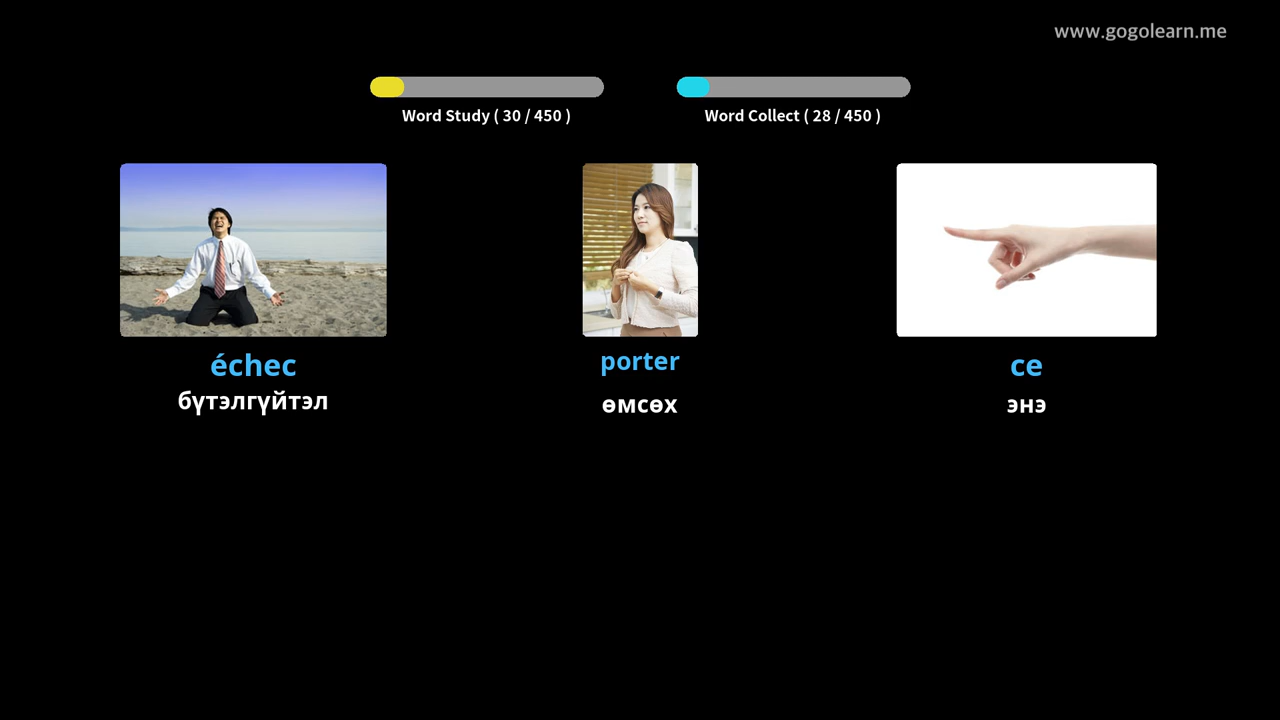 www.gogolearn.me
Word Study ( 30 / 450 )
Word Collect ( 28 / 450 )
échec
porter
ce
бүтэлгүйтэл
өмсөх
энэ